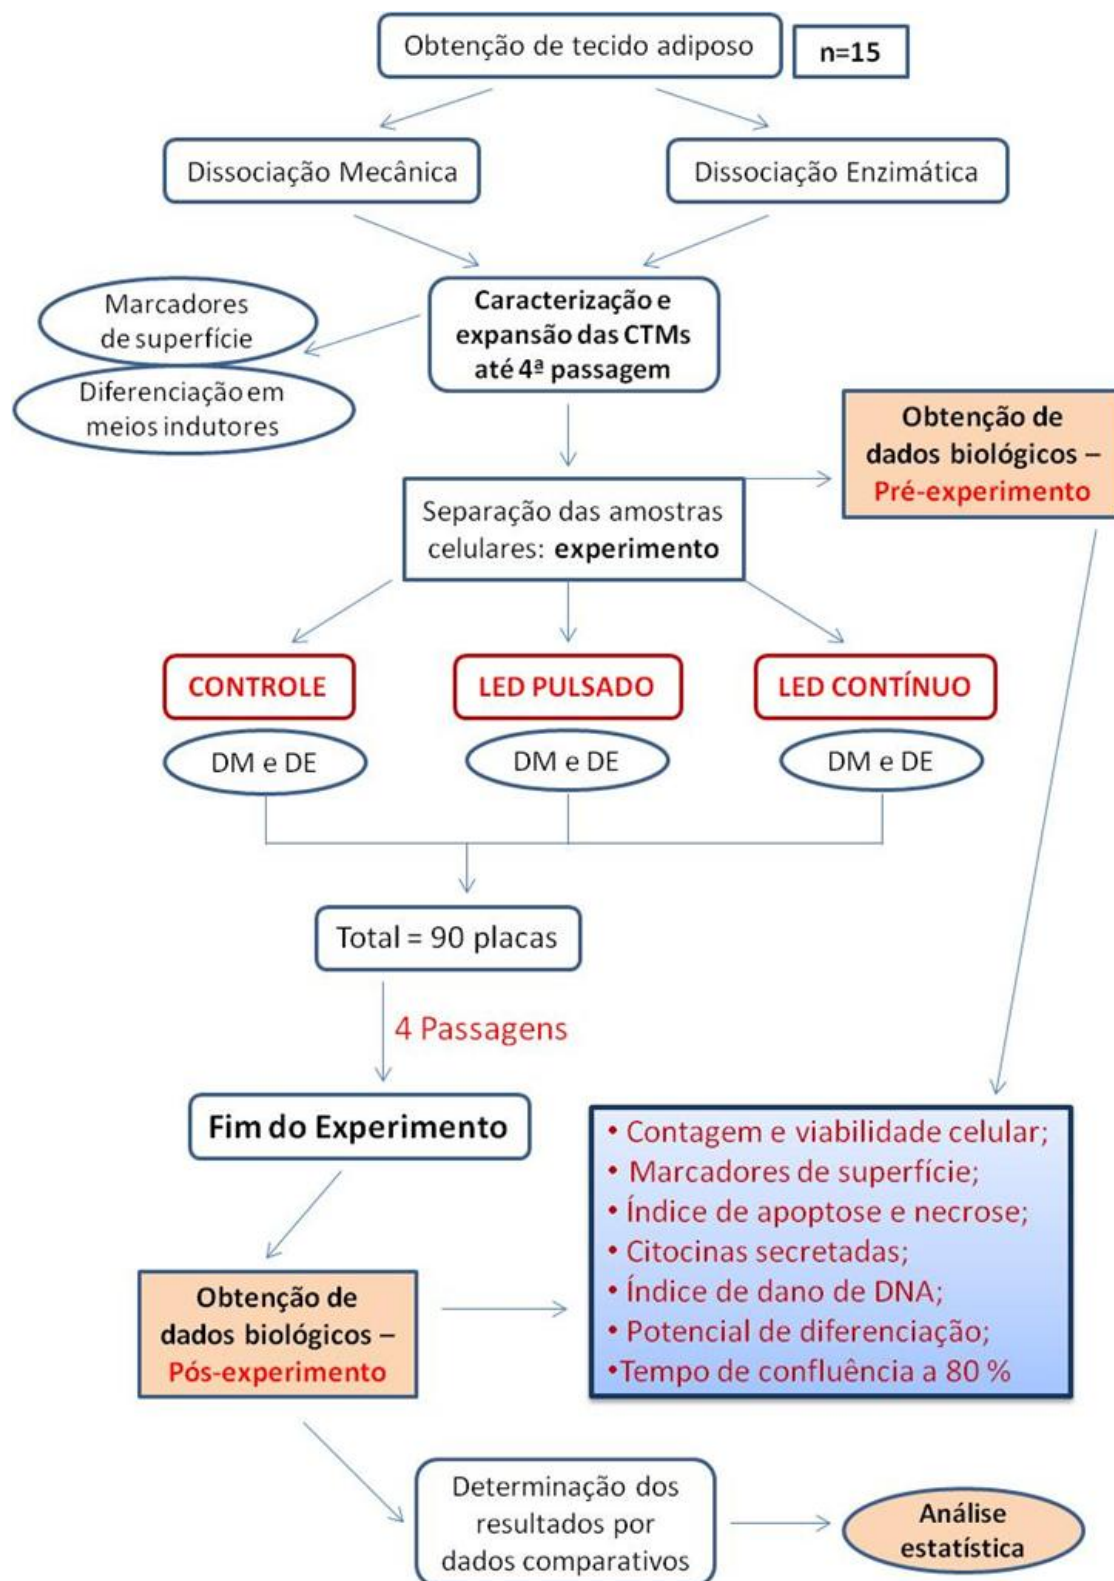 Obtenção de tecido adiposo
n=15
Dissociação Mecânica
Dissociação Enzimática
Marcadores
de superfície
Diferenciação em
meios indutores
Caracterização e
expansão das CTMs
até 4ª passagem
Obtenção de
dados biológicos –
Pré-experimento
Separação das amostras
celulares: experimento
CONTROLE
LED PULSADO
LED CONTÍNUO
DM e DE
DM e DE
DM e DE
Total = 90 placas
4 Passagens
Fim do Experimento
• Contagem e viabilidade celular;
• Marcadores de superfície;
• Índice de apoptose e necrose;
• Citocinas secretadas;
• Índice de dano de DNA;
• Potencial de diferenciação;
•Tempo de confluência a 80 %
Obtenção de
dados biológicos –
Pós-experimento
Determinação dos
resultados por
dados comparativos
Análise
estatística